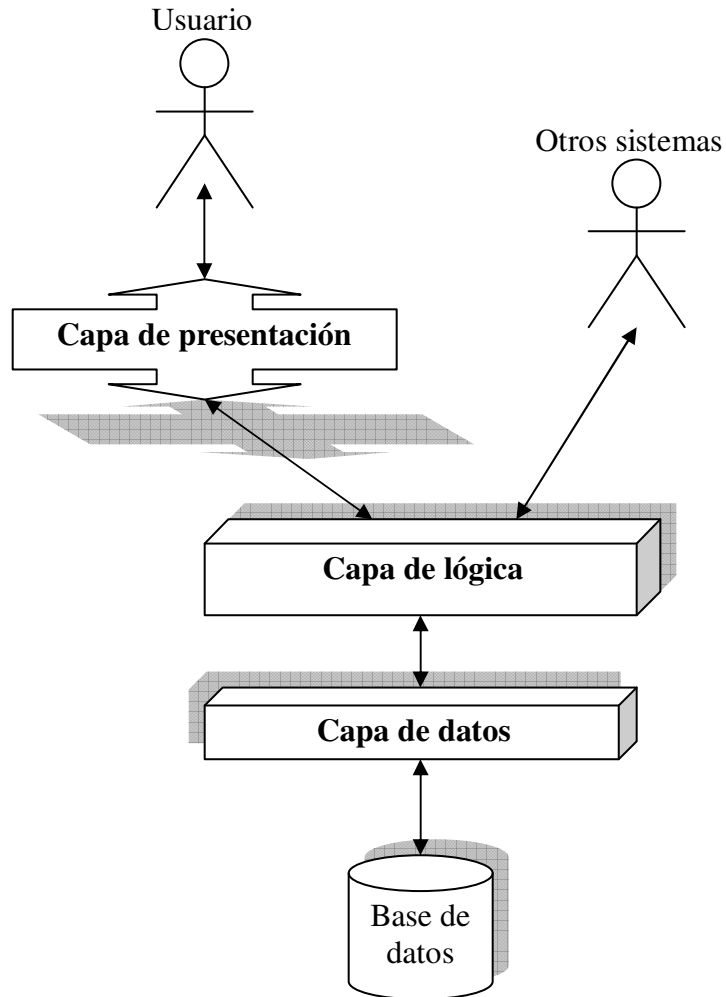 Usuario
Otros sistemas
Capa de presentación
Capa de lógica
Capa de datos
Base de
datos